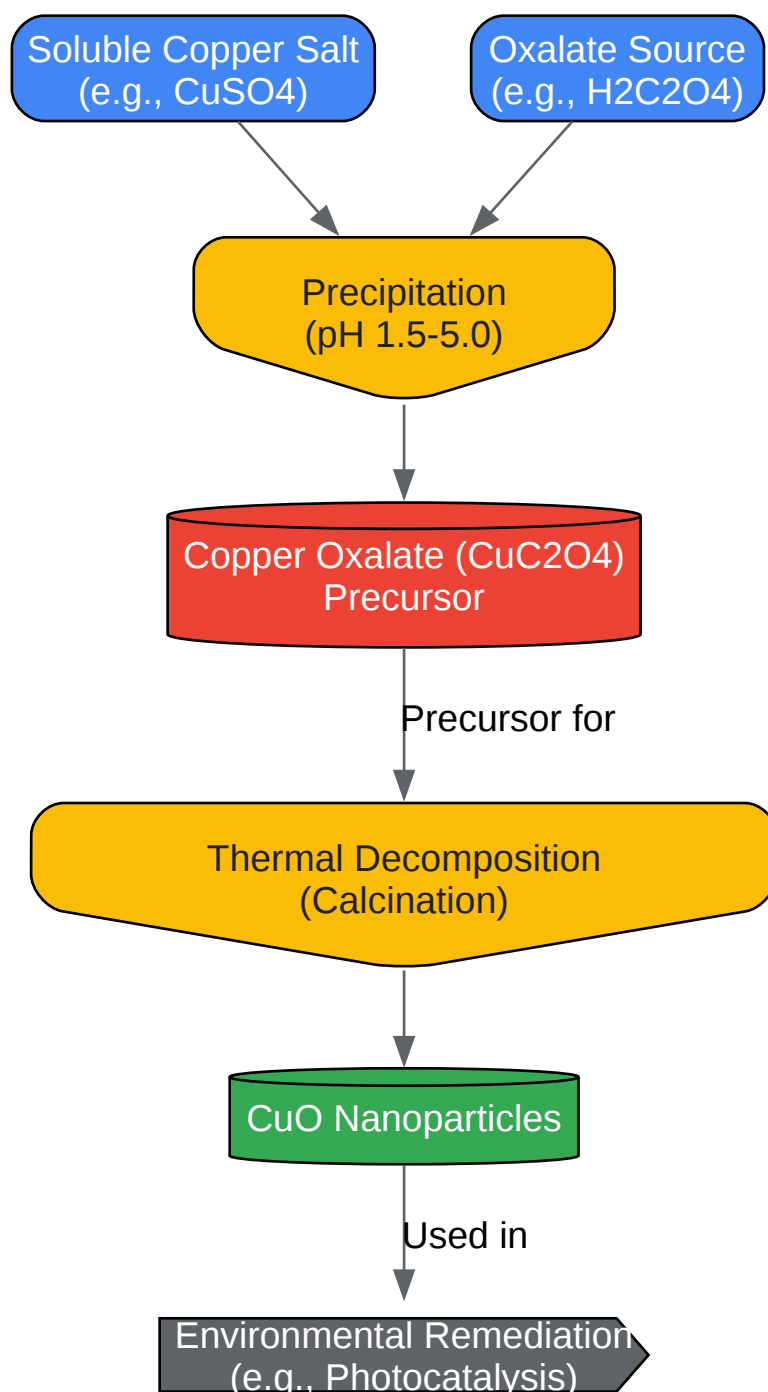 Soluble Copper Salt
(e.g., CuSO4)
Oxalate Source
(e.g., H2C2O4)
Precipitation
(pH 1.5-5.0)
Copper Oxalate (CuC2O4)
Precursor
Precursor for
Thermal Decomposition
(Calcination)
CuO Nanoparticles
Used in
Environmental Remediation
(e.g., Photocatalysis)